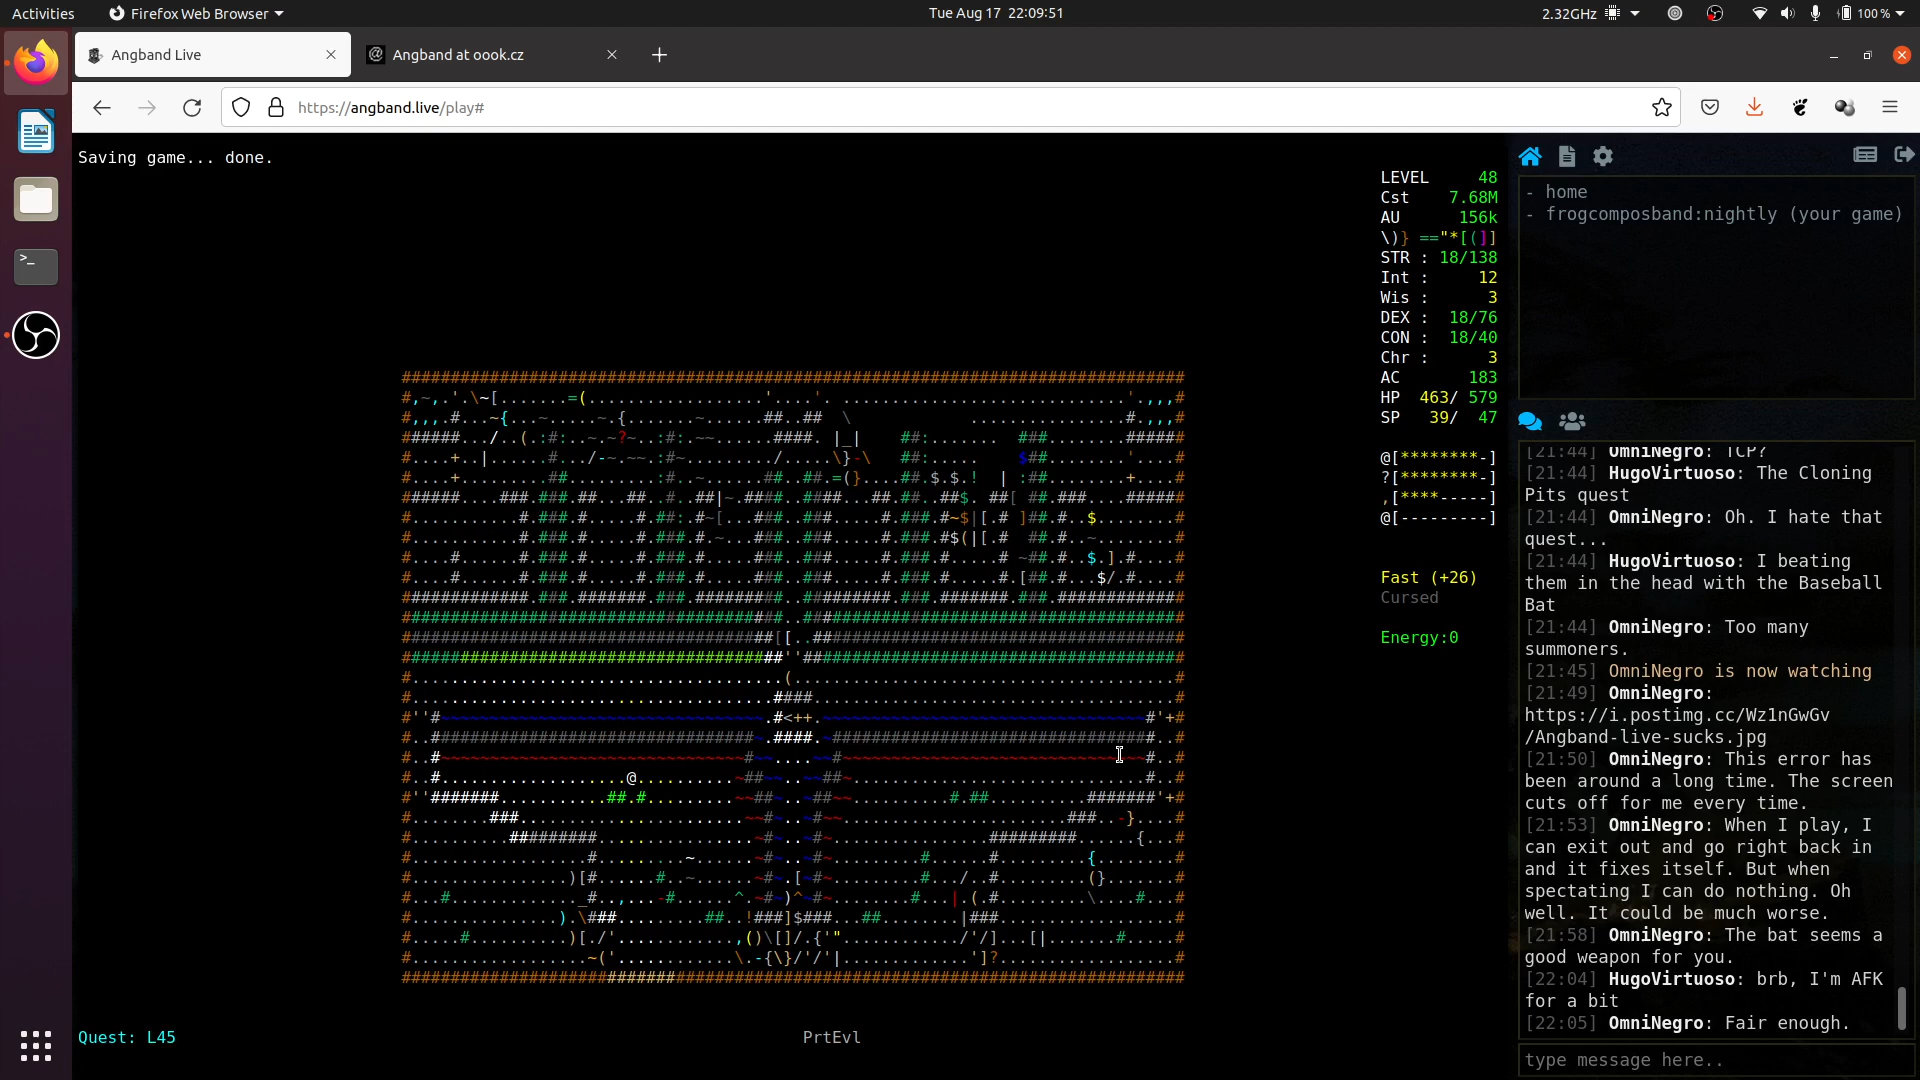 Activities
Firefox Web Browser
Tue Aug 17 22:09:51
2.32GHz
100 %
Angband Live
Angband at oook.cz
https://angband.live/play#
Saving game... done.
LEVEL 48
Cst 7.68M
AU 156k
\)} =="*[(]]
STR : 18/138
Int : 12
Wis : 3
DEX : 18/76
CON : 18/40
Chr : 3
AC 183
HP 463/ 579
SP 39/ 47
@[********-]
?[********-]
,[****-----]
@[---------]
Fast (+26)
Cursed
Energy:0
Quest: L45
PrtEvl
- home
- frogcomposband:nightly (your game)
[21:44] OmniNegro: TCP?
[21:44] HugoVirtuoso: The Cloning
Pits quest
[21:44] OmniNegro: Oh. I hate that
quest...
[21:44] HugoVirtuoso: I beating
them in the head with the Baseball
Bat
[21:44] OmniNegro: Too many
summoners.
[21:45] OmniNegro is now watching
[21:49] OmniNegro:
https://i.postimg.cc/Wz1nGwGv
/Angband-live-sucks.jpg
[21:50] OmniNegro: This error has
been around a long time. The screen
cuts off for me every time.
[21:53] OmniNegro: When I play, I
can exit out and go right back in
and it fixes itself. But when
spectating I can do nothing. Oh
well. It could be much worse.
[21:58] OmniNegro: The bat seems a
good weapon for you.
[22:04] HugoVirtuoso: brb, I'm AFK
for a bit
[22:05] OmniNegro: Fair enough.
type message here..